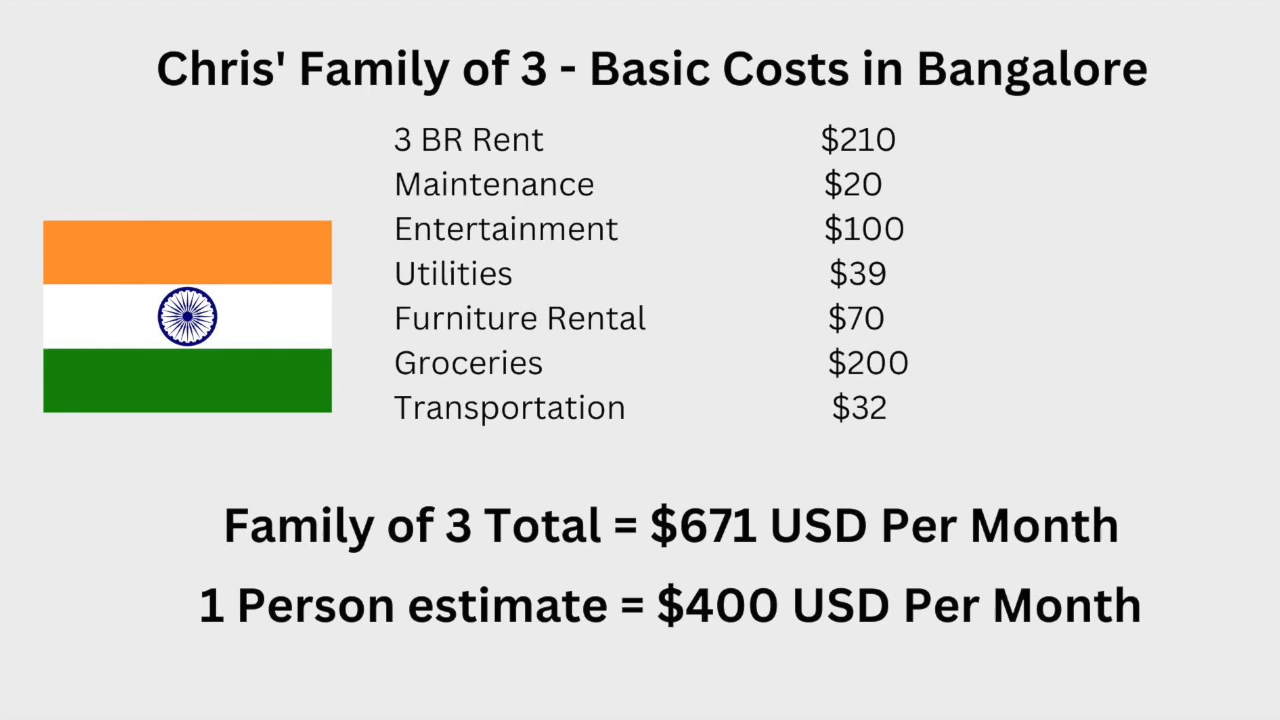 Chris' Family of 3 - Basic Costs in Bangalore
3 BR Rent $210
Maintenance $20
Entertainment $100
Utilities $39
Furniture Rental $70
Groceries $200
Transportation $32
Family of 3 Total = $671 USD Per Month
1 Person estimate = $400 USD Per Month